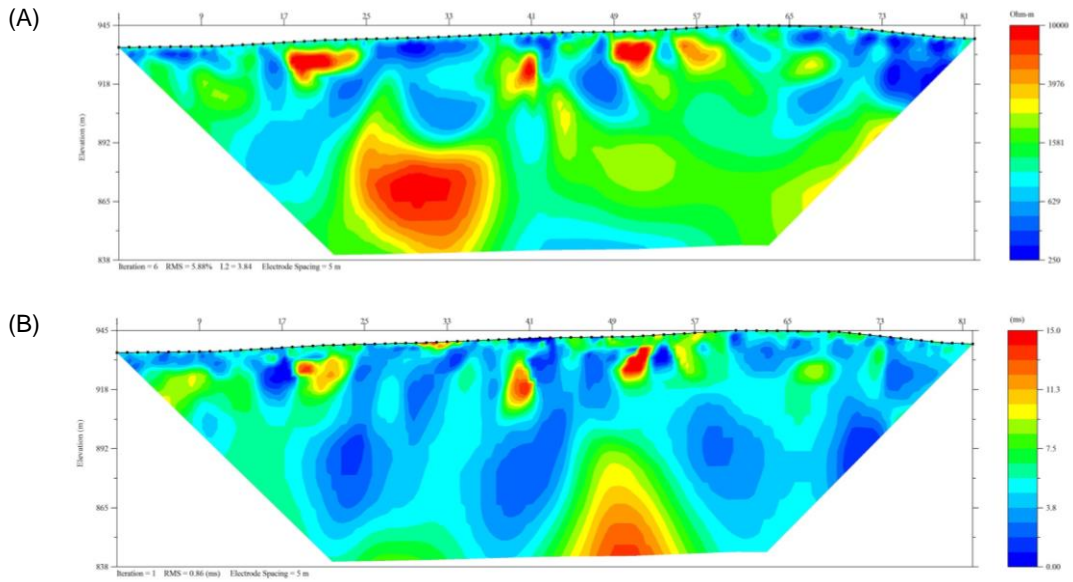 (A)
1 9 17 25 33 41 49 57 65 73 81
Ohm-m
945
918
892
865
838
Elevation (m)
10000
3976
1581
629
250
Iteration = 6 RMS = 5.88% L2 = 3.84 Electrode Spacing = 5 m
(B)
1 9 17 25 33 41 49 57 65 73 81
(ms)
945
918
892
865
838
Elevation (m)
15.0
11.3
7.5
3.8
0.00
Iteration = 1 RMS = 0.86 (ms) Electrode Spacing = 5 m